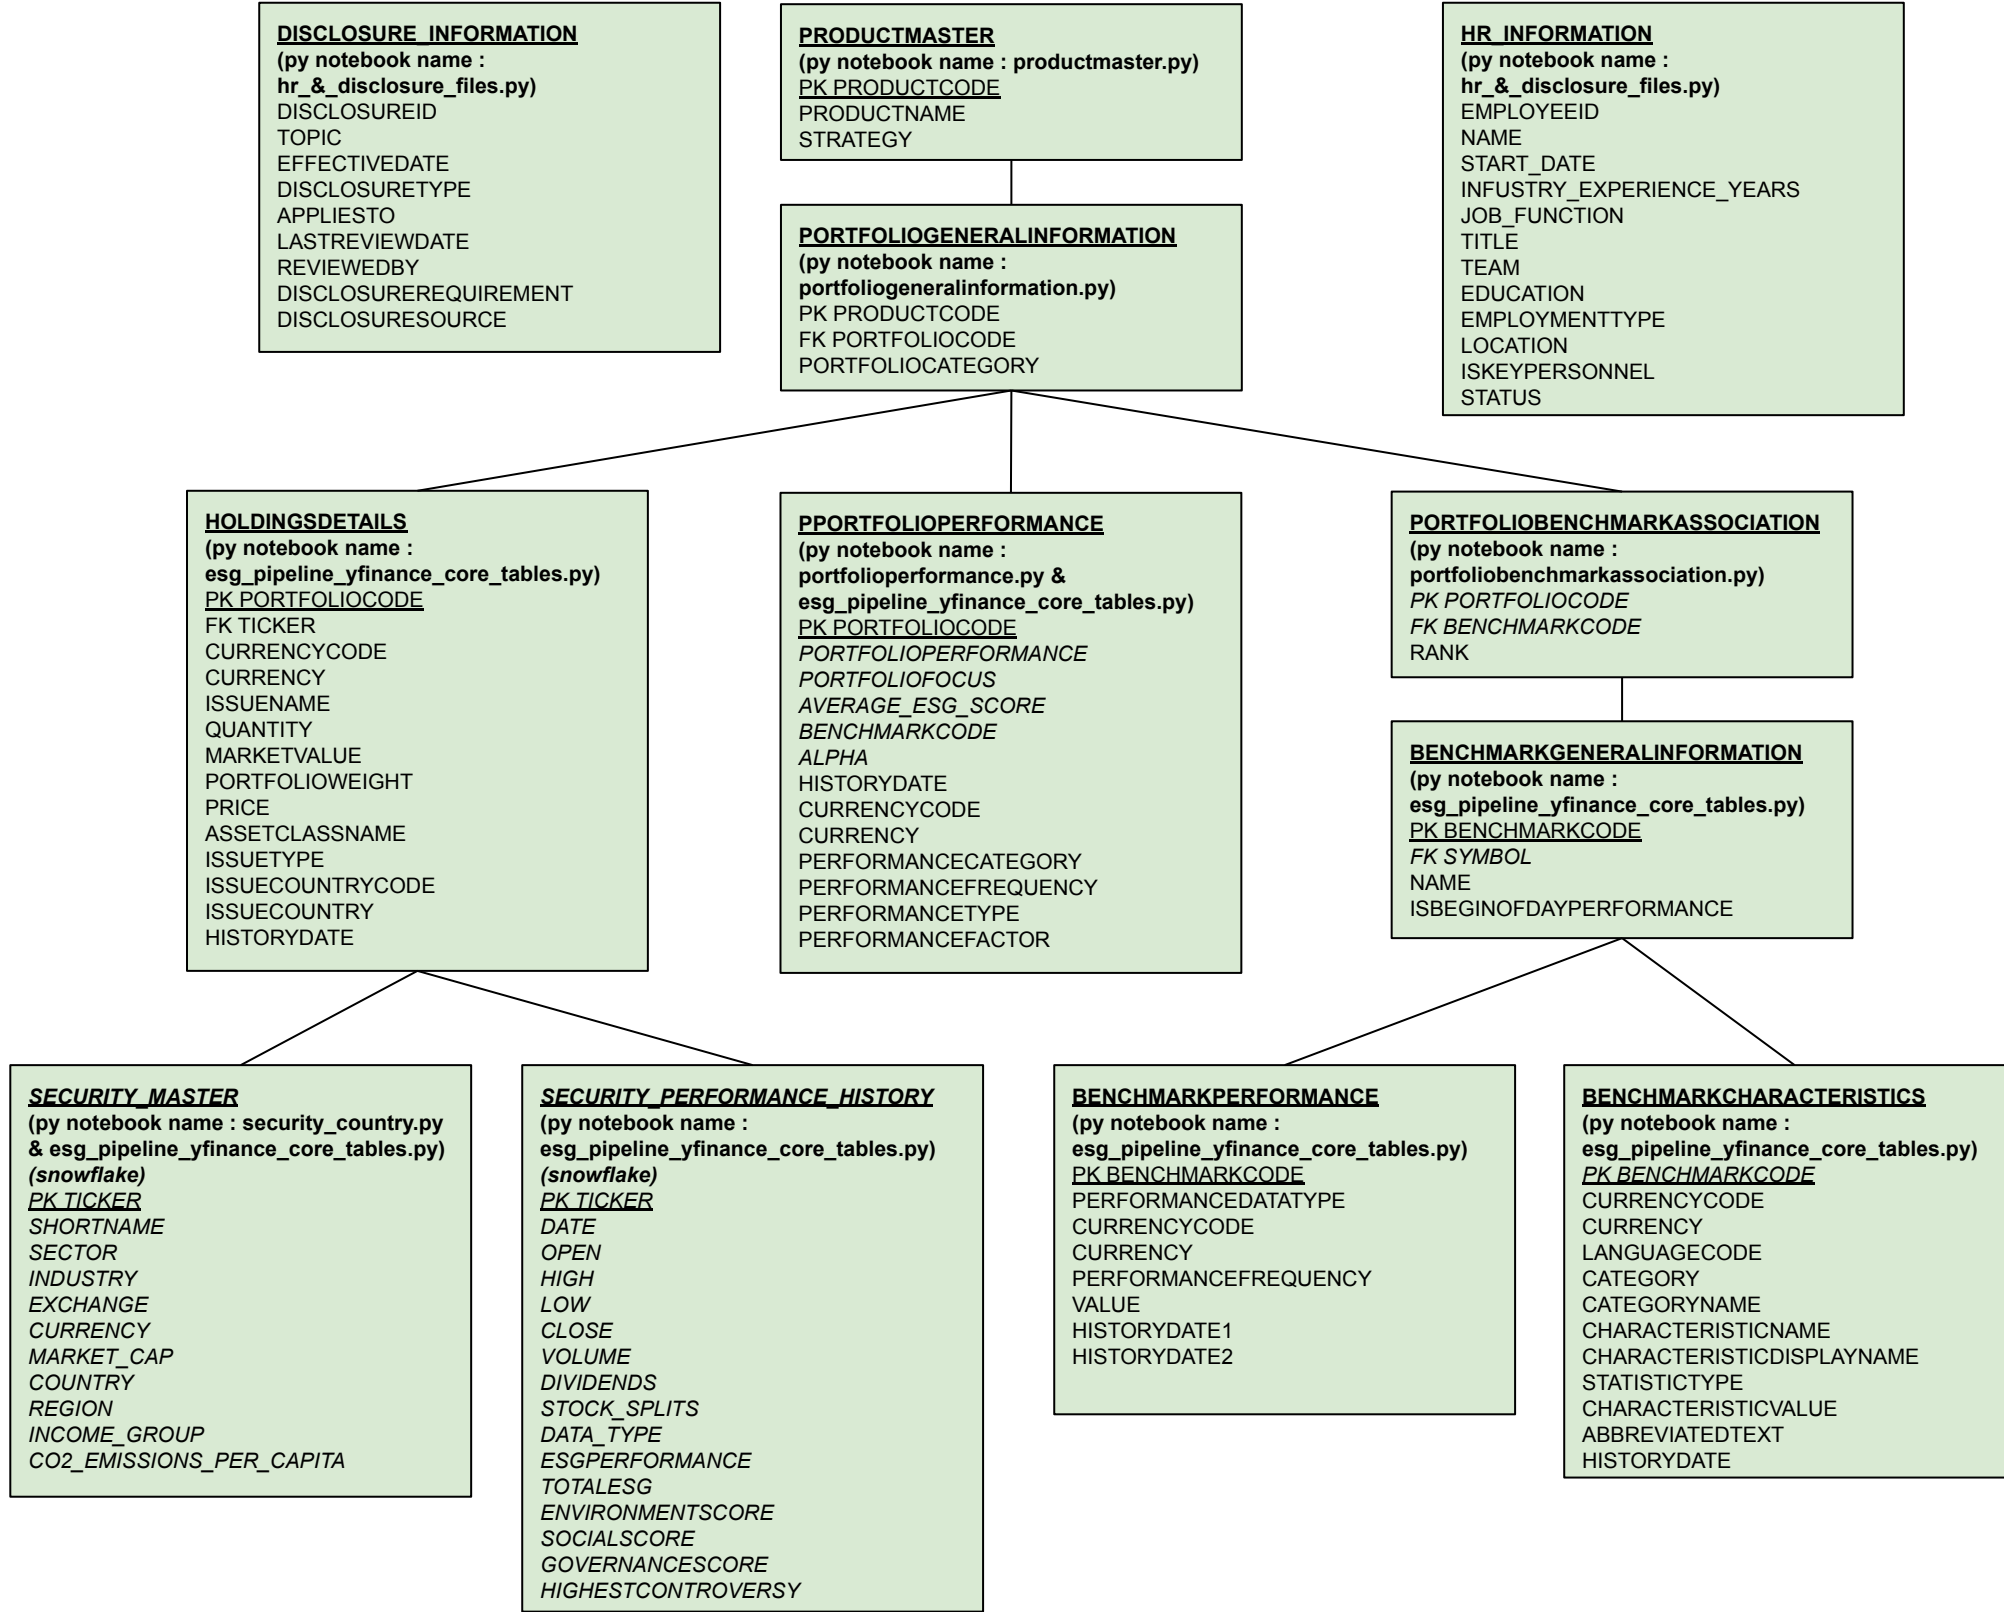 DISCLOSURE_INFORMATION
(py notebook name :
hr_&_disclosure_files.py)
DISCLOSUREID
TOPIC
EFFECTIVEDATE
DISCLOSURETYPE
APPLIESTO
LASTREVIEWDATE
REVIEWEDBY
DISCLOSUREREQUIREMENT
DISCLOSURESOURCE
PRODUCTMASTER
(py notebook name : productmaster.py)
PK PRODUCTCODE
PRODUCTNAME
STRATEGY
HR_INFORMATION
(py notebook name :
hr_&_disclosure_files.py)
EMPLOYEEID
NAME
START_DATE
INFUSTRY_EXPERIENCE_YEARS
JOB_FUNCTION
TITLE
TEAM
EDUCATION
EMPLOYMENTTYPE
LOCATION
ISKEYPERSONNEL
STATUS
PORTFOLIOGENERALINFORMATION
(py notebook name :
portfoliogeneralinformation.py)
PK PRODUCTCODE
FK PORTFOLIOCODE
PORTFOLIOCATEGORY
HOLDINGSDETAILS
(py notebook name :
esg_pipeline_yfinance_core_tables.py)
PK PORTFOLIOCODE
FK TICKER
CURRENCYCODE
CURRENCY
ISSUENAME
QUANTITY
MARKETVALUE
PORTFOLIOWEIGHT
PRICE
ASSETCLASSNAME
ISSUETYPE
ISSUECOUNTRYCODE
ISSUECOUNTRY
HISTORYDATE
PPORTFOLIOPERFORMANCE
(py notebook name :
portfolioperformance.py &
esg_pipeline_yfinance_core_tables.py)
PK PORTFOLIOCODE
PORTFOLIOPERFORMANCE
PORTFOLIOFOCUS
AVERAGE_ESG_SCORE
BENCHMARKCODE
ALPHA
HISTORYDATE
CURRENCYCODE
CURRENCY
PERFORMANCECATEGORY
PERFORMANCEFREQUENCY
PERFORMANCETYPE
PERFORMANCEFACTOR
PORTFOLIOBENCHMARKASSOCIATION
(py notebook name :
portfoliobenchmarkassociation.py)
PK PORTFOLIOCODE
FK BENCHMARKCODE
RANK
BENCHMARKGENERALINFORMATION
(py notebook name :
esg_pipeline_yfinance_core_tables.py)
PK BENCHMARKCODE
FK SYMBOL
NAME
ISBEGINOFDAYPERFORMANCE
SECURITY_MASTER
(py notebook name : security_country.py
& esg_pipeline_yfinance_core_tables.py)
(snowflake)
PK TICKER
SHORTNAME
SECTOR
INDUSTRY
EXCHANGE
CURRENCY
MARKET_CAP
COUNTRY
REGION
INCOME_GROUP
CO2_EMISSIONS_PER_CAPITA
SECURITY_PERFORMANCE_HISTORY
(py notebook name :
esg_pipeline_yfinance_core_tables.py)
(snowflake)
PK TICKER
DATE
OPEN
HIGH
LOW
CLOSE
VOLUME
DIVIDENDS
STOCK_SPLITS
DATA_TYPE
ESGPERFORMANCE
TOTALESG
ENVIRONMENTSCORE
SOCIALSCORE
GOVERNANCESCORE
HIGHESTCONTROVERSY
BENCHMARKPERFORMANCE
(py notebook name :
esg_pipeline_yfinance_core_tables.py)
PK BENCHMARKCODE
PERFORMANCEDATATYPE
CURRENCYCODE
CURRENCY
PERFORMANCEFREQUENCY
VALUE
HISTORYDATE1
HISTORYDATE2
BENCHMARKCHARACTERISTICS
(py notebook name :
esg_pipeline_yfinance_core_tables.py)
PK BENCHMARKCODE
CURRENCYCODE
CURRENCY
LANGUAGECODE
CATEGORY
CATEGORYNAME
CHARACTERISTICNAME
CHARACTERISTICDISPLAYNAME
STATISTICTYPE
CHARACTERISTICVALUE
ABBREVIATEDTEXT
HISTORYDATE